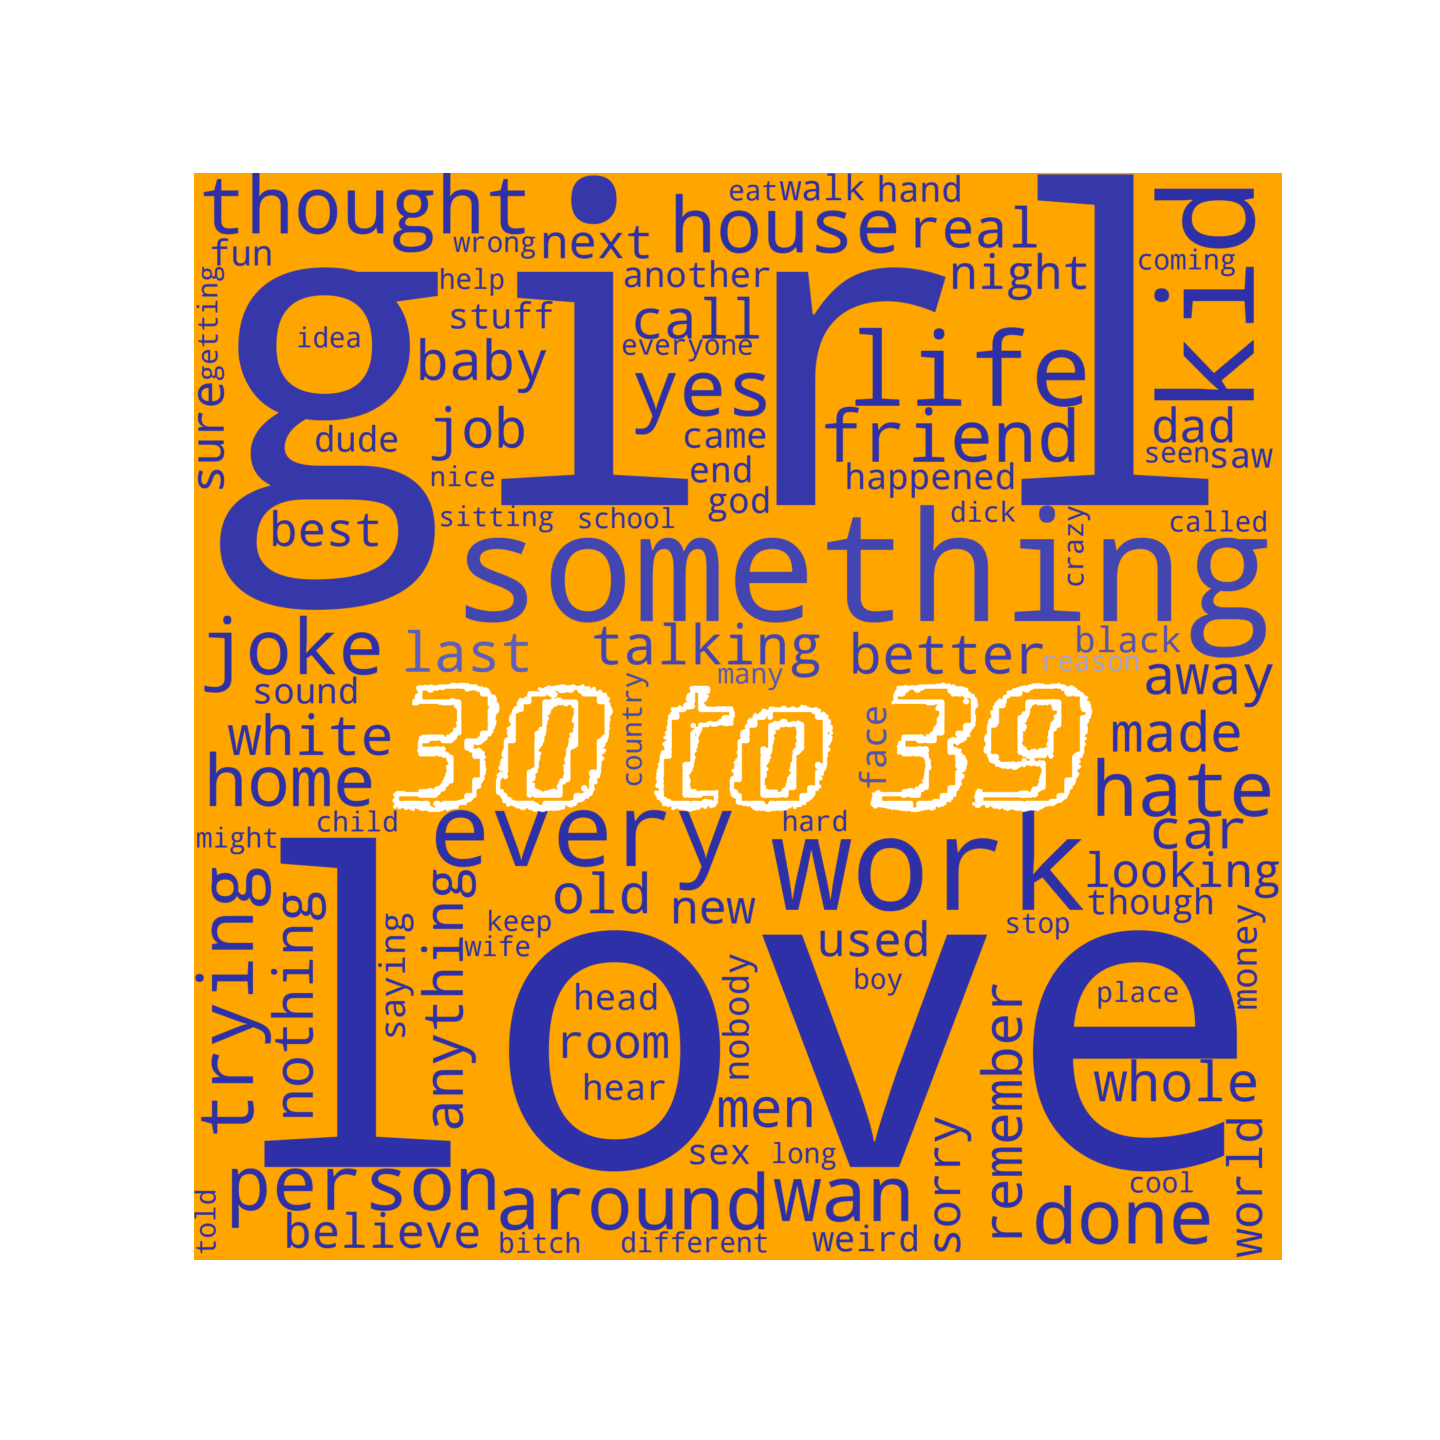 thought
eat walk hand
house real
kid
fun
wrong next
girl
help
another
night
coming
getting
stuff
call
idea
everyone
baby
life
yes
sure
dude
job
came
friend
dad
nice
end
happened
seen saw
best
sitting
school
god
dick
crazy
called
something
joke
last
talking
better
black
reason
away
sound
many
country
white
30 to 39
face
made
home
hate
might
child
every
hard
work
car
looking
trying
nothing
saying
anything
keep
wife
old
new
used
stop
though
money
love
head
room
hear
nobody
boy
place
men
remember
whole
sex
long
sorry
world
person
around
wan
cool
done
told
believe
bitch
different
weird